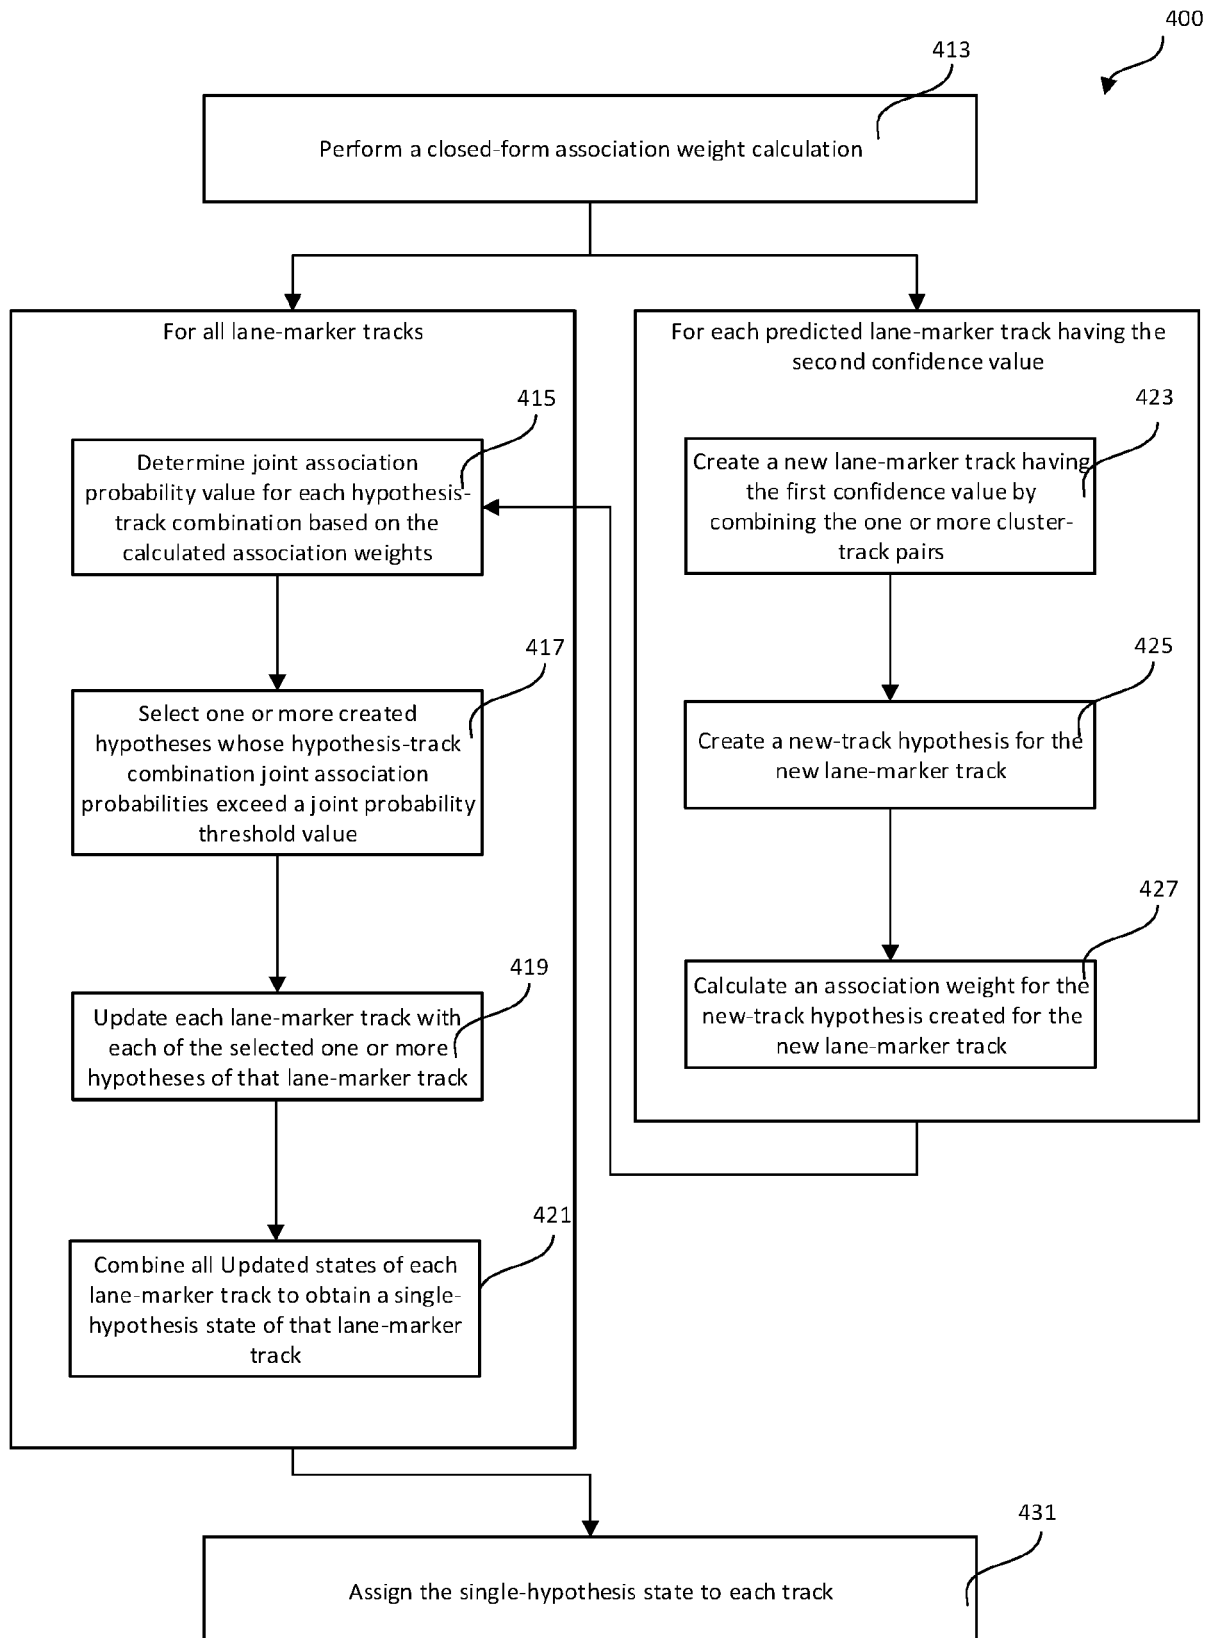 400
413
Perform a closed-form association weight calculation
For all lane-marker tracks
415
Determine joint association
probability value for each hypothesis-
track combination based on the
calculated association weights
417
Select one or more created
hypotheses whose hypothesis-track
combination joint association
probabilities exceed a joint probability
threshold value
419
Update each lane-marker track with
each of the selected one or more
hypotheses of that lane-marker track
421
Combine all Updated states of each
lane-marker track to obtain a single-
hypothesis state of that lane-marker
track
For each predicted lane-marker track having the
second confidence value
423
Create a new lane-marker track having
the first confidence value by
combining the one or more cluster-
track pairs
425
Create a new-track hypothesis for the
new lane-marker track
427
Calculate an association weight for the
new-track hypothesis created for the
new lane-marker track
431
Assign the single-hypothesis state to each track